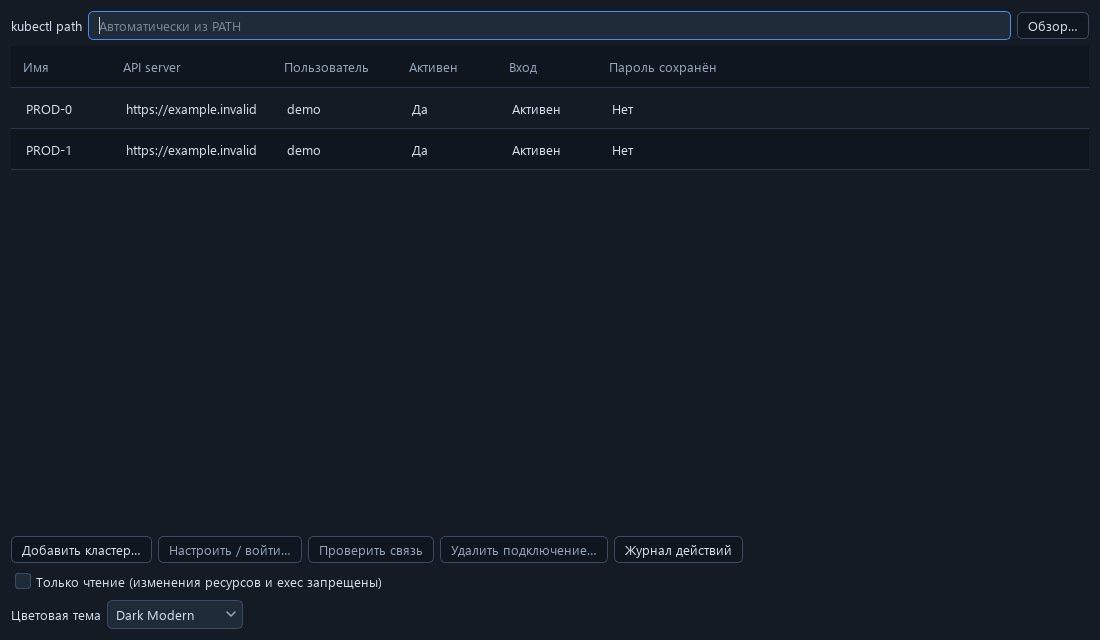 kubectl path Автоматически из PATH Обзор...
Имя API server Пользователь Активен Вход Пароль сохранён
PROD-0 https://example.invalid demo Да Активен Нет
PROD-1 https://example.invalid demo Да Активен Нет
Добавить кластер... Настроить / войти... Проверить связь Удалить подключение... Журнал действий
Только чтение (изменения ресурсов и exec запрещены)
Цветовая тема Dark Modern